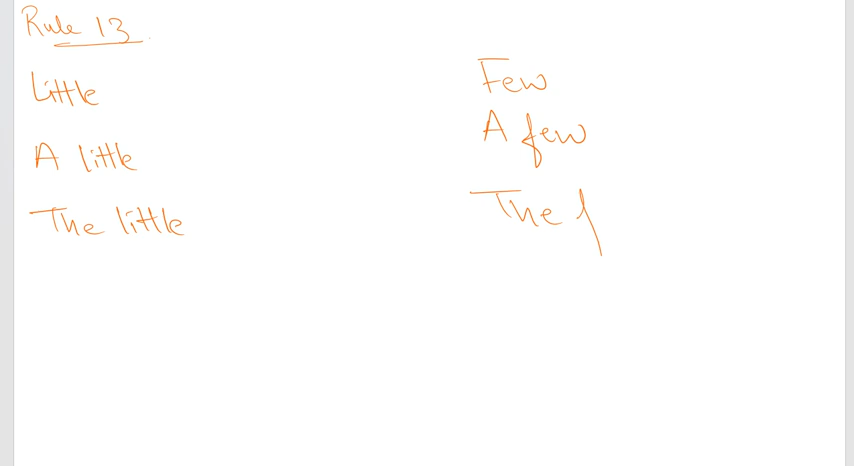 Rule 13
Little
A little
The little
Few
A few
The